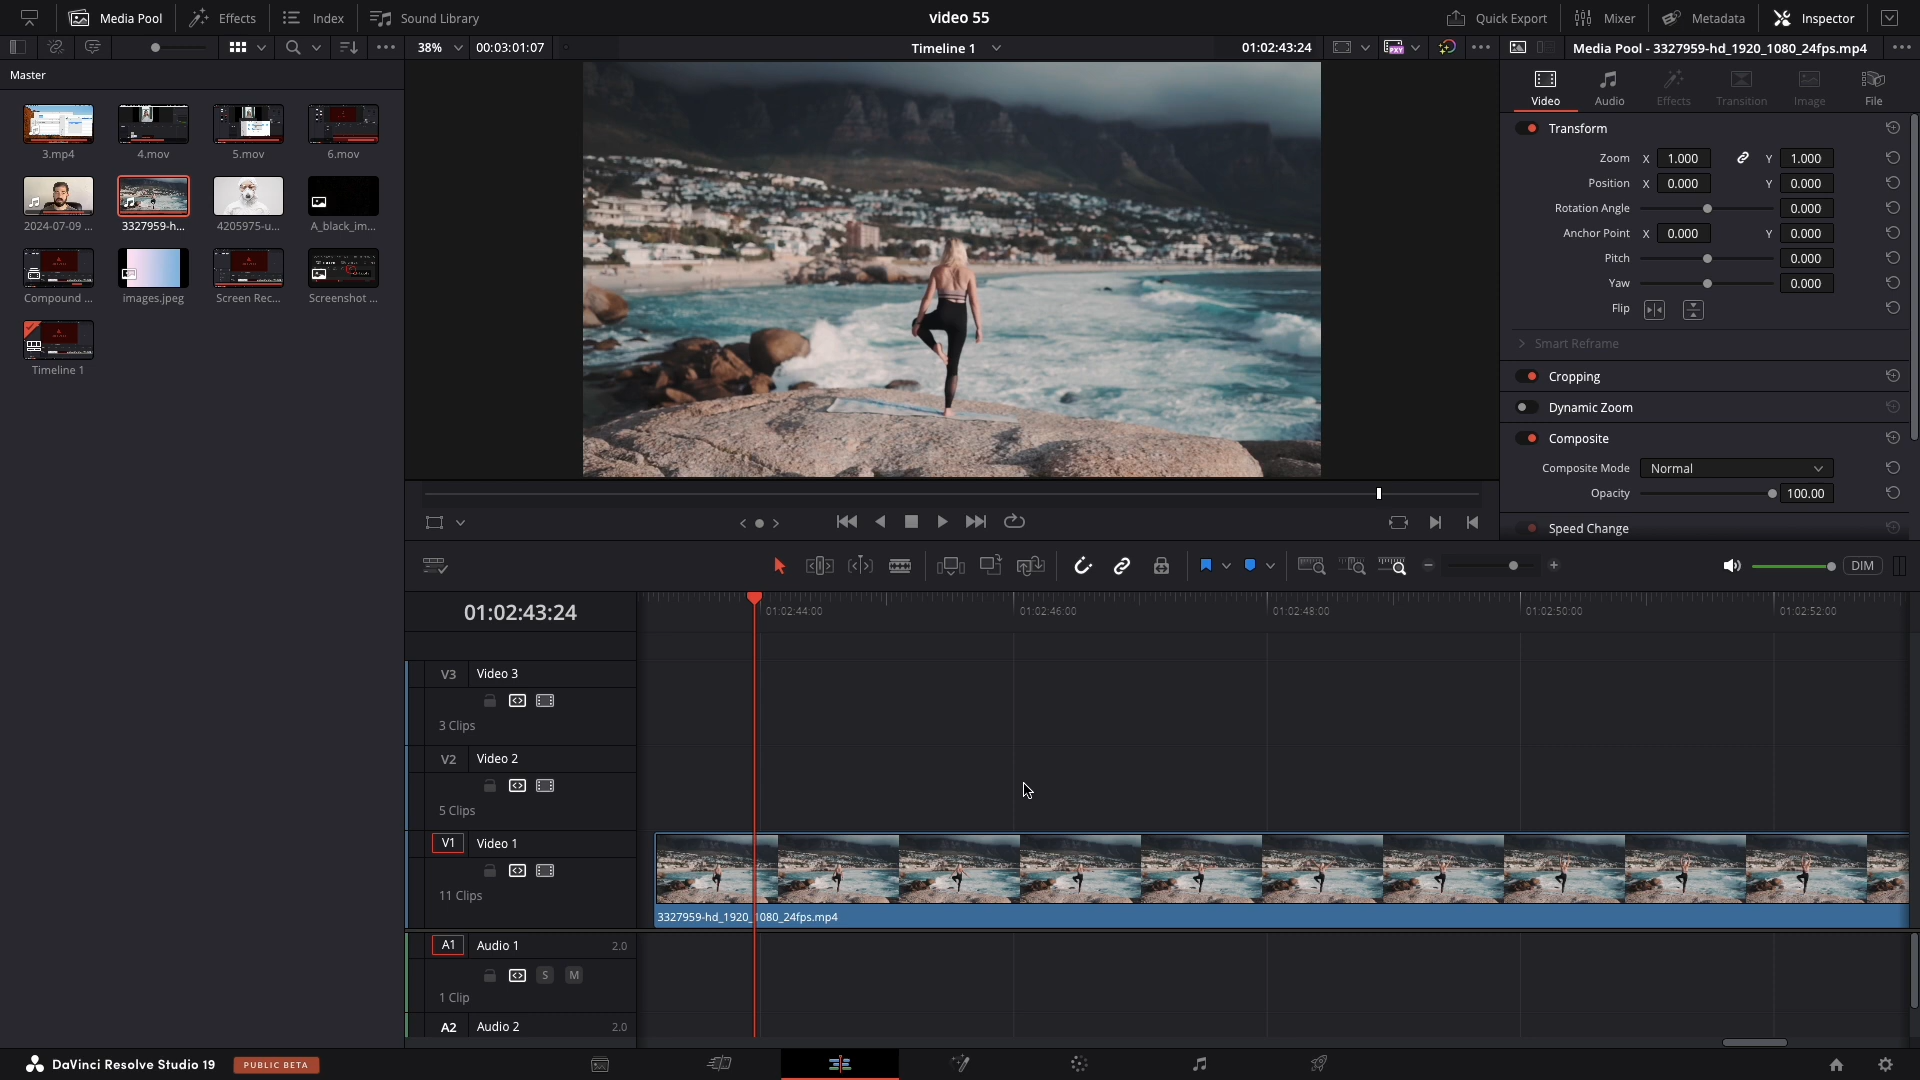 Media Pool
Effects
Index
Sound Library
video 55
Quick Export
Mixer
Metadata
Inspector
38%
00:03:01:07
Timeline 1
01:02:43:24
Media Pool - 3327959-hd_1920_1080_24fps.mp4
Master
3.mp4
4.mov
5.mov
6.mov
2024-07-09 ...
3327959-h...
4205975-u...
A_black_im...
Compound ...
images.jpeg
Screen Rec...
Screenshot ...
Timeline 1
Video
Audio
Effects
Transition
Image
File
Transform
Zoom X 1.000 Y 1.000
Position X 0.000 Y 0.000
Rotation Angle 0.000
Anchor Point X 0.000 Y 0.000
Pitch 0.000
Yaw 0.000
Flip
Smart Reframe
Cropping
Dynamic Zoom
Composite
Composite Mode Normal
Opacity 100.00
Speed Change
DIM
01:02:43:24
01:02:44:00
01:02:46:00
01:02:48:00
01:02:50:00
01:02:52:00
V3 Video 3
3 Clips
V2 Video 2
5 Clips
V1 Video 1
11 Clips
3327959-hd_1920_1080_24fps.mp4
A1 Audio 1 2.0
S M
1 Clip
A2 Audio 2 2.0
DaVinci Resolve Studio 19
PUBLIC BETA